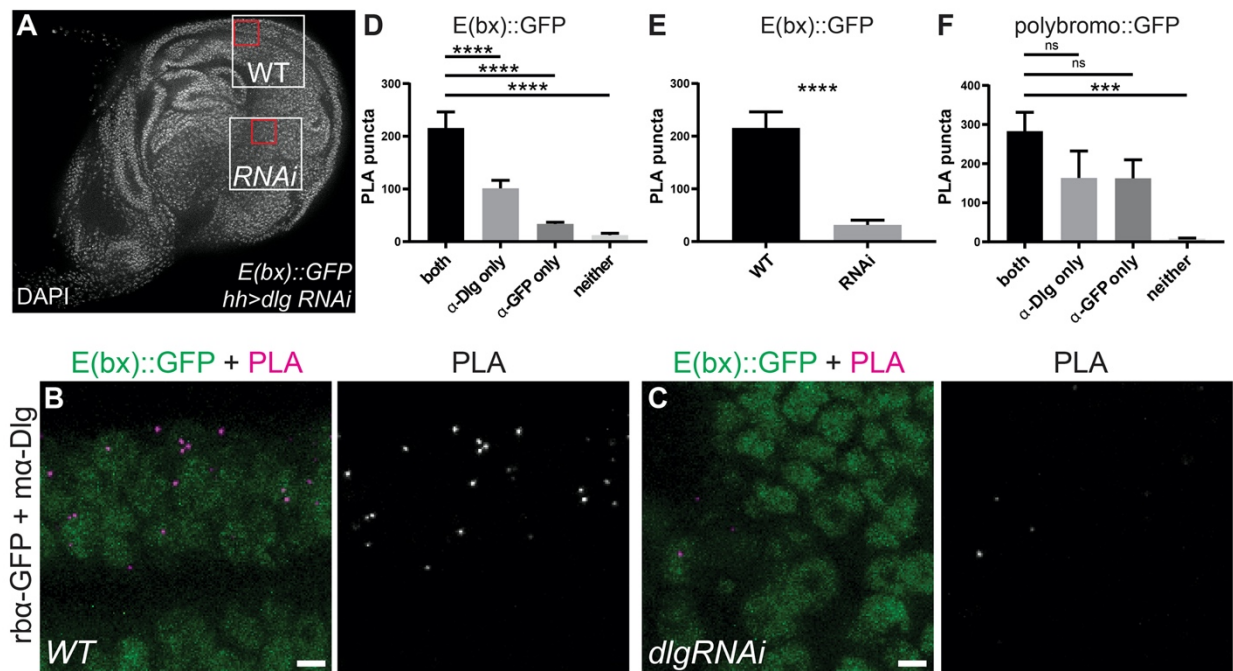 A
WT
RNAi
DAPI
E(bx)::GFP
hh>dlg RNAi
D
E(bx)::GFP
****
****
****
PLA puncta
300
200
100
0
both
α-Dlg only
α-GFP only
neither
E
E(bx)::GFP
****
PLA puncta
300
200
100
0
WT
RNAi
F
polybromo::GFP
ns
ns
***
PLA puncta
400
300
200
100
0
both
α-Dlg only
α-GFP only
neither
rbα-GFP + mα-Dlg
E(bx)::GFP + PLA
B
WT
PLA
E(bx)::GFP + PLA
C
dlgRNAi
PLA